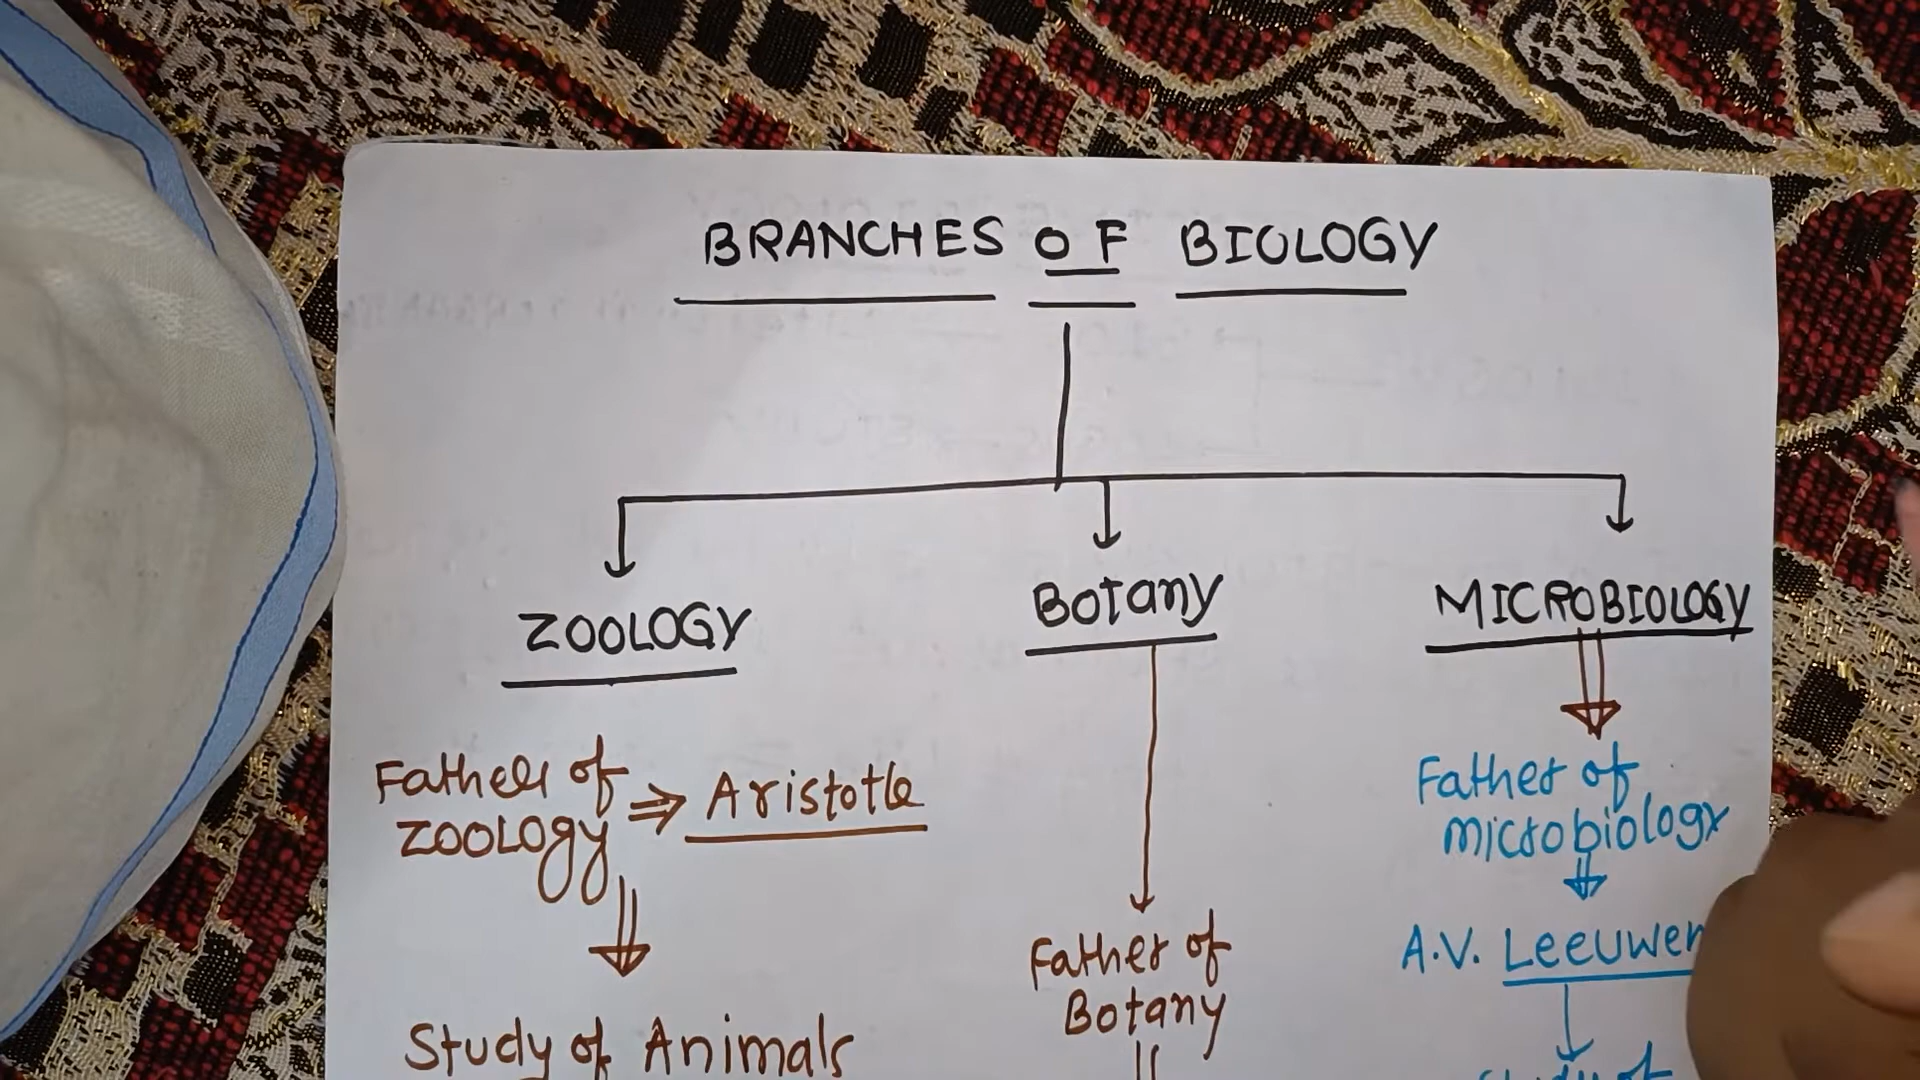 BRANCHES OF BIOLOGY
ZOOLOGY
Botany
MICROBIOLOGY
Father of
ZOOLOGY
⇒ Aristotle
Study of Animals
Father of
Botany
Father of
microbiology
A.V.